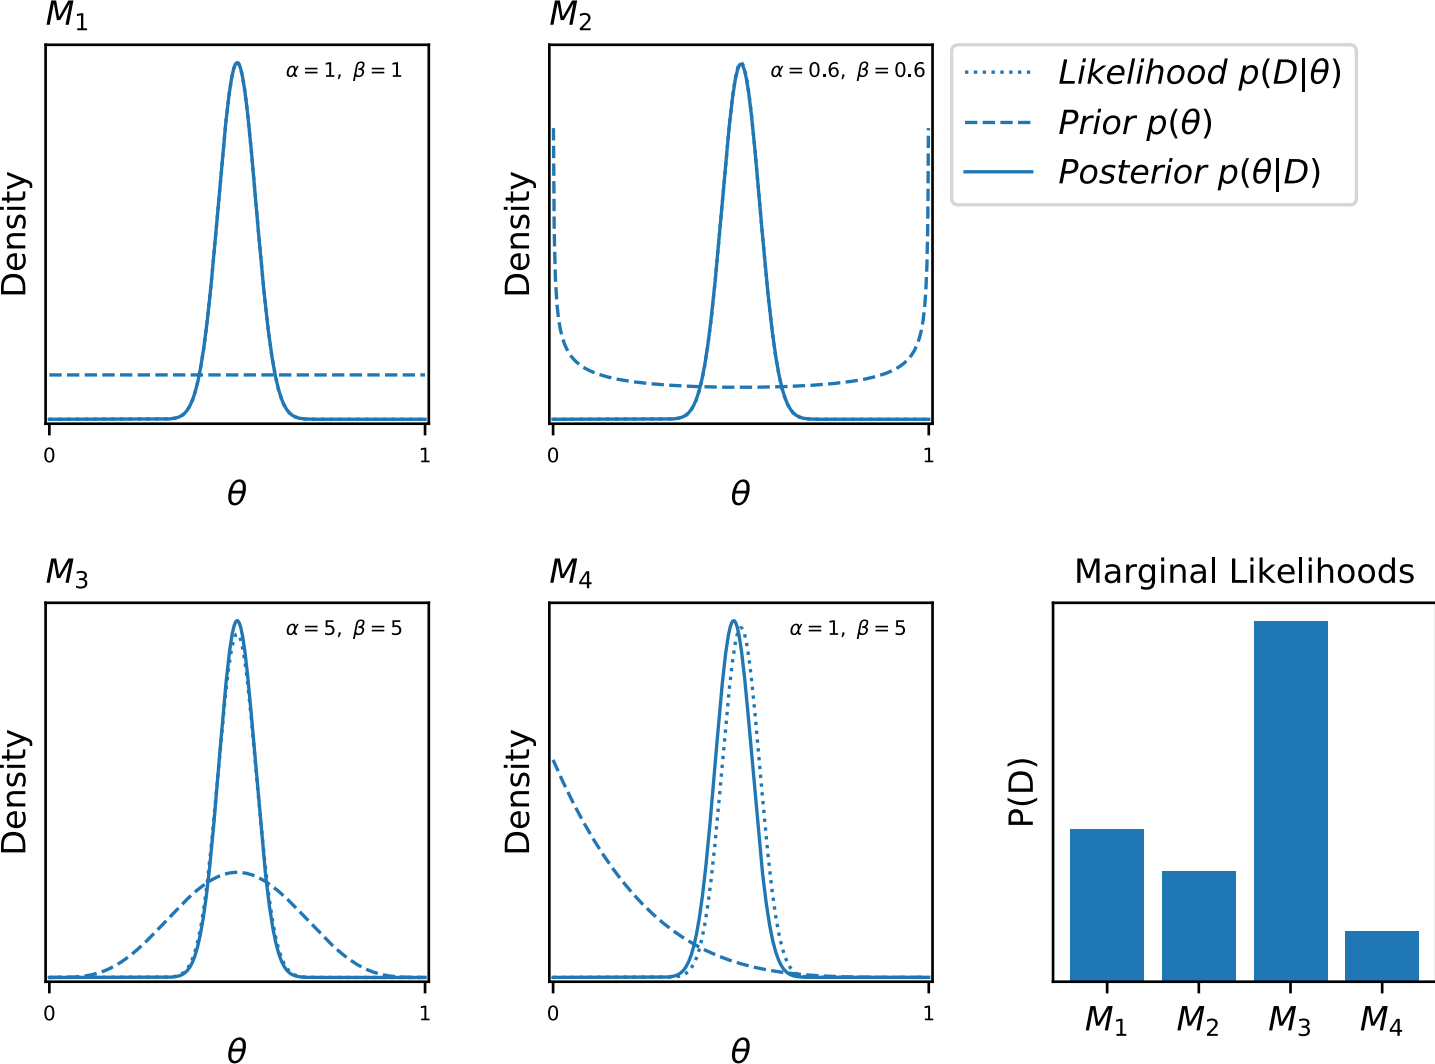 M₁
α = 1, β = 1
Density
0 1
θ
M₂
α = 0.6, β = 0.6
Density
0 1
θ
Likelihood p(D|θ)
Prior p(θ)
Posterior p(θ|D)
M₃
α = 5, β = 5
Density
0 1
θ
M₄
α = 1, β = 5
Density
0 1
θ
Marginal Likelihoods
P(D)
M₁ M₂ M₃ M₄